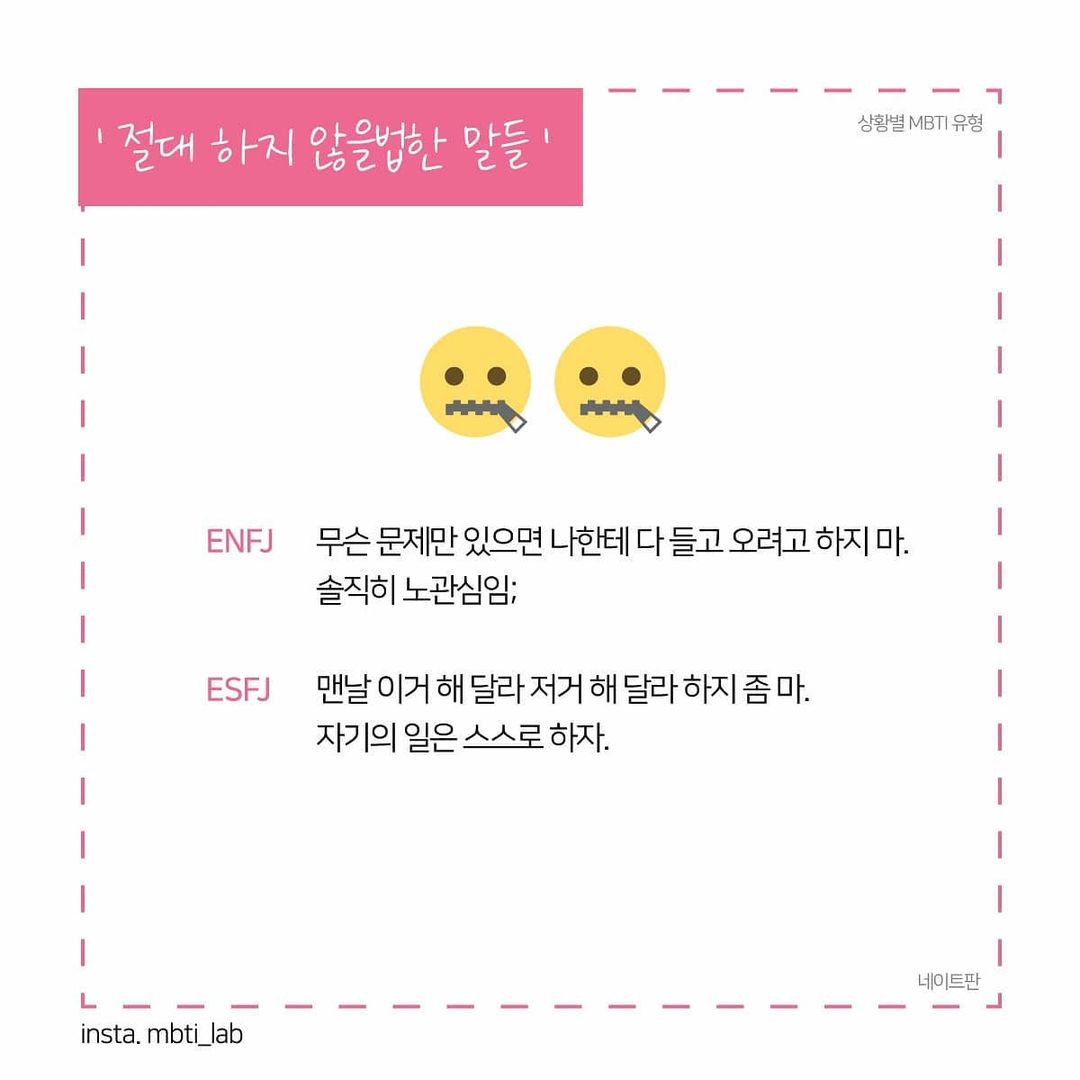 ' 절대 하지 않을법한 말들 '
상황별 MBTI 유형
ENFJ 무슨 문제만 있으면 나한테 다 들고 오려고 하지 마.
솔직히 노관심임;
ESFJ 맨날 이거 해 달라 저거 해 달라 하지 좀 마.
자기의 일은 스스로 하자.
네이트판
insta. mbti_lab